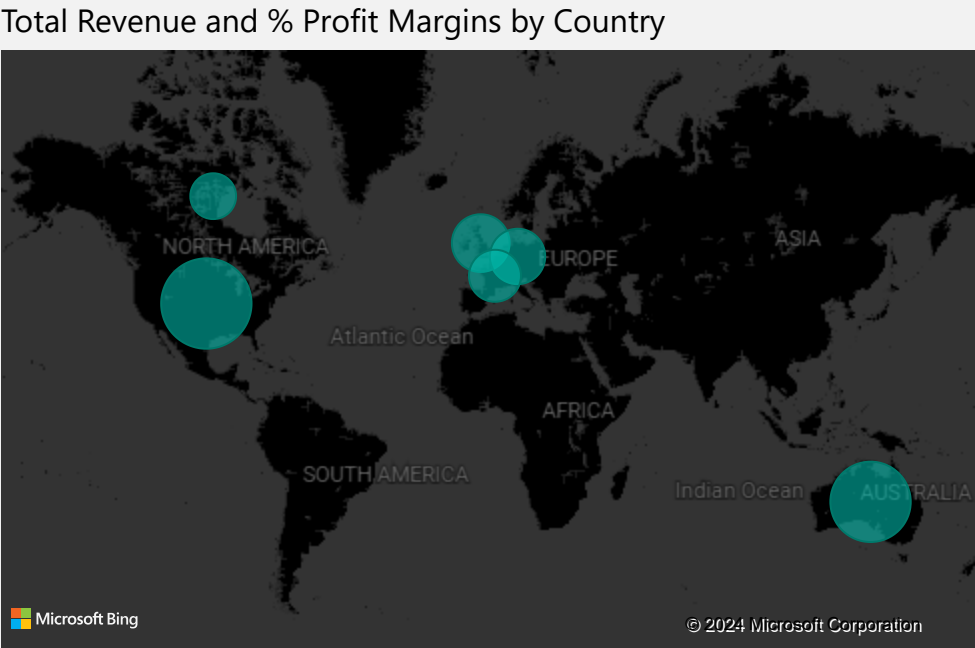 Total Revenue and % Profit Margins by Country
NORTH AMERICA
ASIA
EUROPE
Atlantic Ocean
AFRICA
SOUTH AMERICA
Indian Ocean
AUSTRALIA
Microsoft Bing
© 2024 Microsoft Corporation